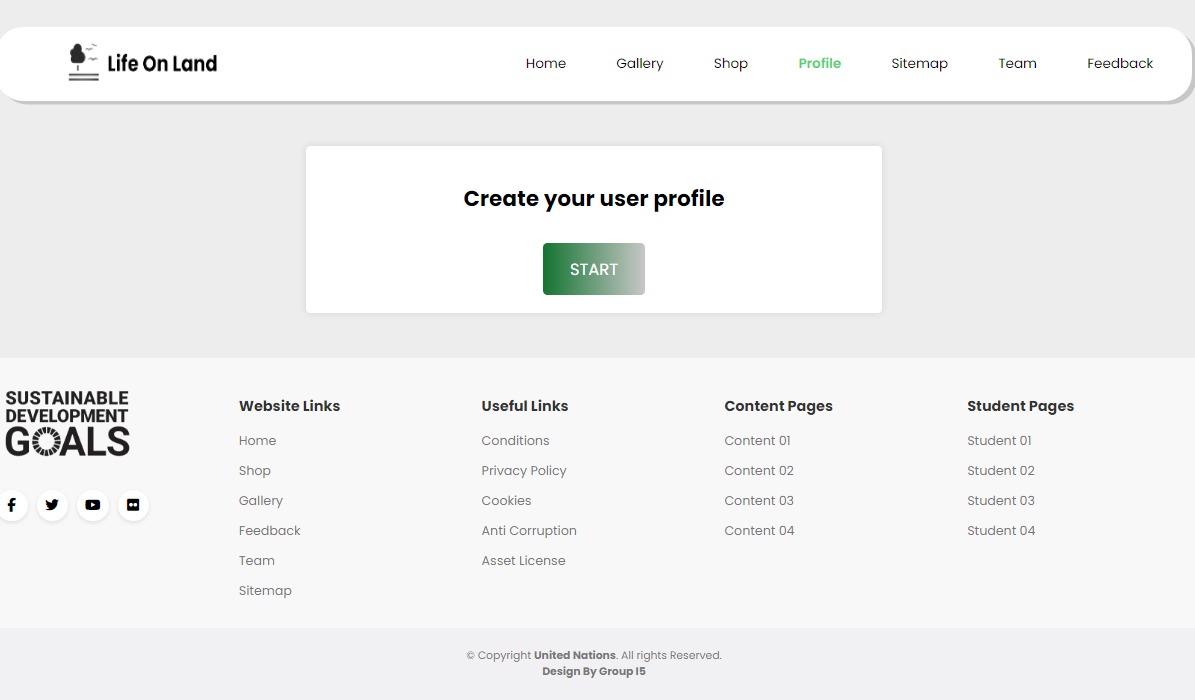 Life On Land
Home Gallery Shop Profile Sitemap Team Feedback
Create your user profile
START
SUSTAINABLE
DEVELOPMENT
GOALS
Website Links
Home
Shop
Gallery
Feedback
Team
Sitemap
Useful Links
Conditions
Privacy Policy
Cookies
Anti Corruption
Asset License
Content Pages
Content 01
Content 02
Content 03
Content 04
Student Pages
Student 01
Student 02
Student 03
Student 04
© Copyright United Nations. All rights Reserved.
Design By Group I5